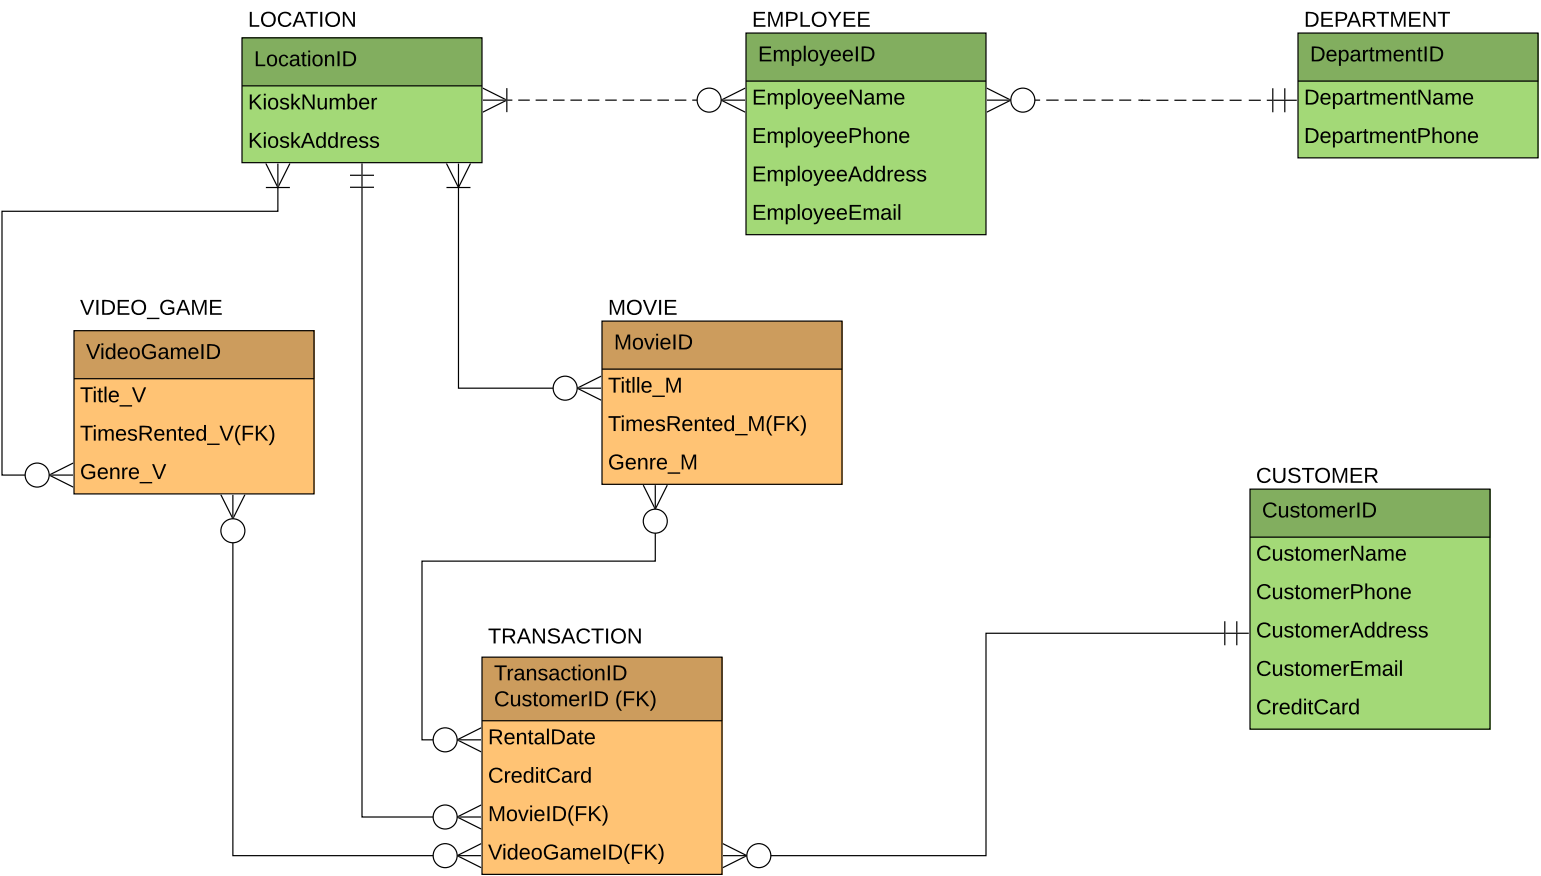 LOCATION
LocationID
KioskNumber
KioskAddress
EMPLOYEE
EmployeeID
EmployeeName
EmployeePhone
EmployeeAddress
EmployeeEmail
DEPARTMENT
DepartmentID
DepartmentName
DepartmentPhone
VIDEO_GAME
VideoGameID
Title_V
TimesRented_V(FK)
Genre_V
MOVIE
MovieID
Titlle_M
TimesRented_M(FK)
Genre_M
CUSTOMER
CustomerID
CustomerName
CustomerPhone
CustomerAddress
CustomerEmail
CreditCard
TRANSACTION
TransactionID
CustomerID (FK)
RentalDate
CreditCard
MovieID(FK)
VideoGameID(FK)